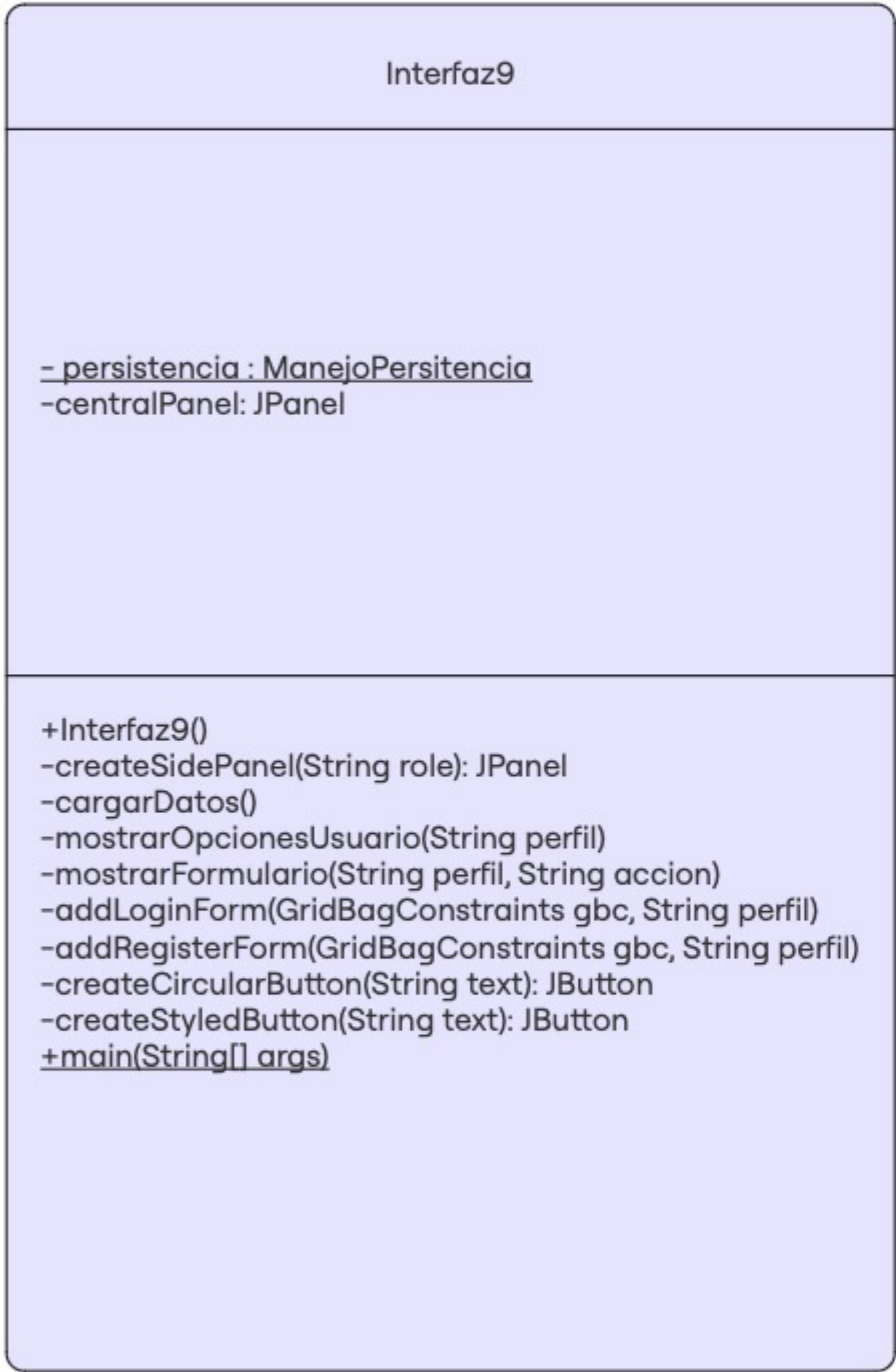 Interfaz9
- persistencia : ManejoPersitencia
-centralPanel: JPanel
+Interfaz9()
-createSidePanel(String role): JPanel
-cargarDatos()
-mostrarOpcionesUsuario(String perfil)
-mostrarFormulario(String perfil, String accion)
-addLoginForm(GridBagConstraints gbc, String perfil)
-addRegisterForm(GridBagConstraints gbc, String perfil)
-createCircularButton(String text): JButton
-createStyledButton(String text): JButton
+main(String[] args)